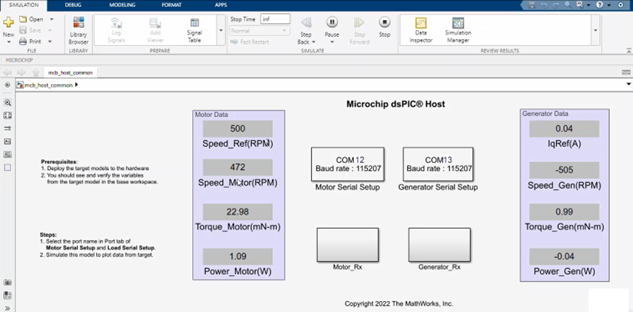 SIMULATION DEBUG MODELING FORMAT APPS
New
Open
Save
Print
FILE
Library
Browser
LIBRARY
Log
Signals
Add
Viewer
Signal
Table
PREPARE
Stop Time inf
Normal
Fast Restart
Step
Back
Pause
Step
Forward
Stop
SIMULATE
Data
Inspector
Simulation
Manager
REVIEW RESULTS
MICROCHIP
mcb_host_common
mcb_host_common
Microchip dsPIC® Host
Prerequisites:
1. Deploy the target models to the hardware
2. You should see and verify the variables
from the target model in the base workspace.
Steps:
1. Select the port name in Port tab of
Motor Serial Setup and Load Serial Setup.
2. Simulate this model to plot data from target.
Motor Data
500
Speed_Ref(RPM)
472
Speed_Motor(RPM)
22.98
Torque_Motor(mN-m)
1.09
Power_Motor(W)
COM 12
Baud rate : 115207
Motor Serial Setup
COM13
Baud rate : 115207
Generator Serial Setup
Motor_Rx
Generator_Rx
Generator Data
0.04
IqRef(A)
-505
Speed_Gen(RPM)
0.99
Torque_Gen(mN-m)
-0.04
Power_Gen(W)
Copyright 2022 The MathWorks, Inc.